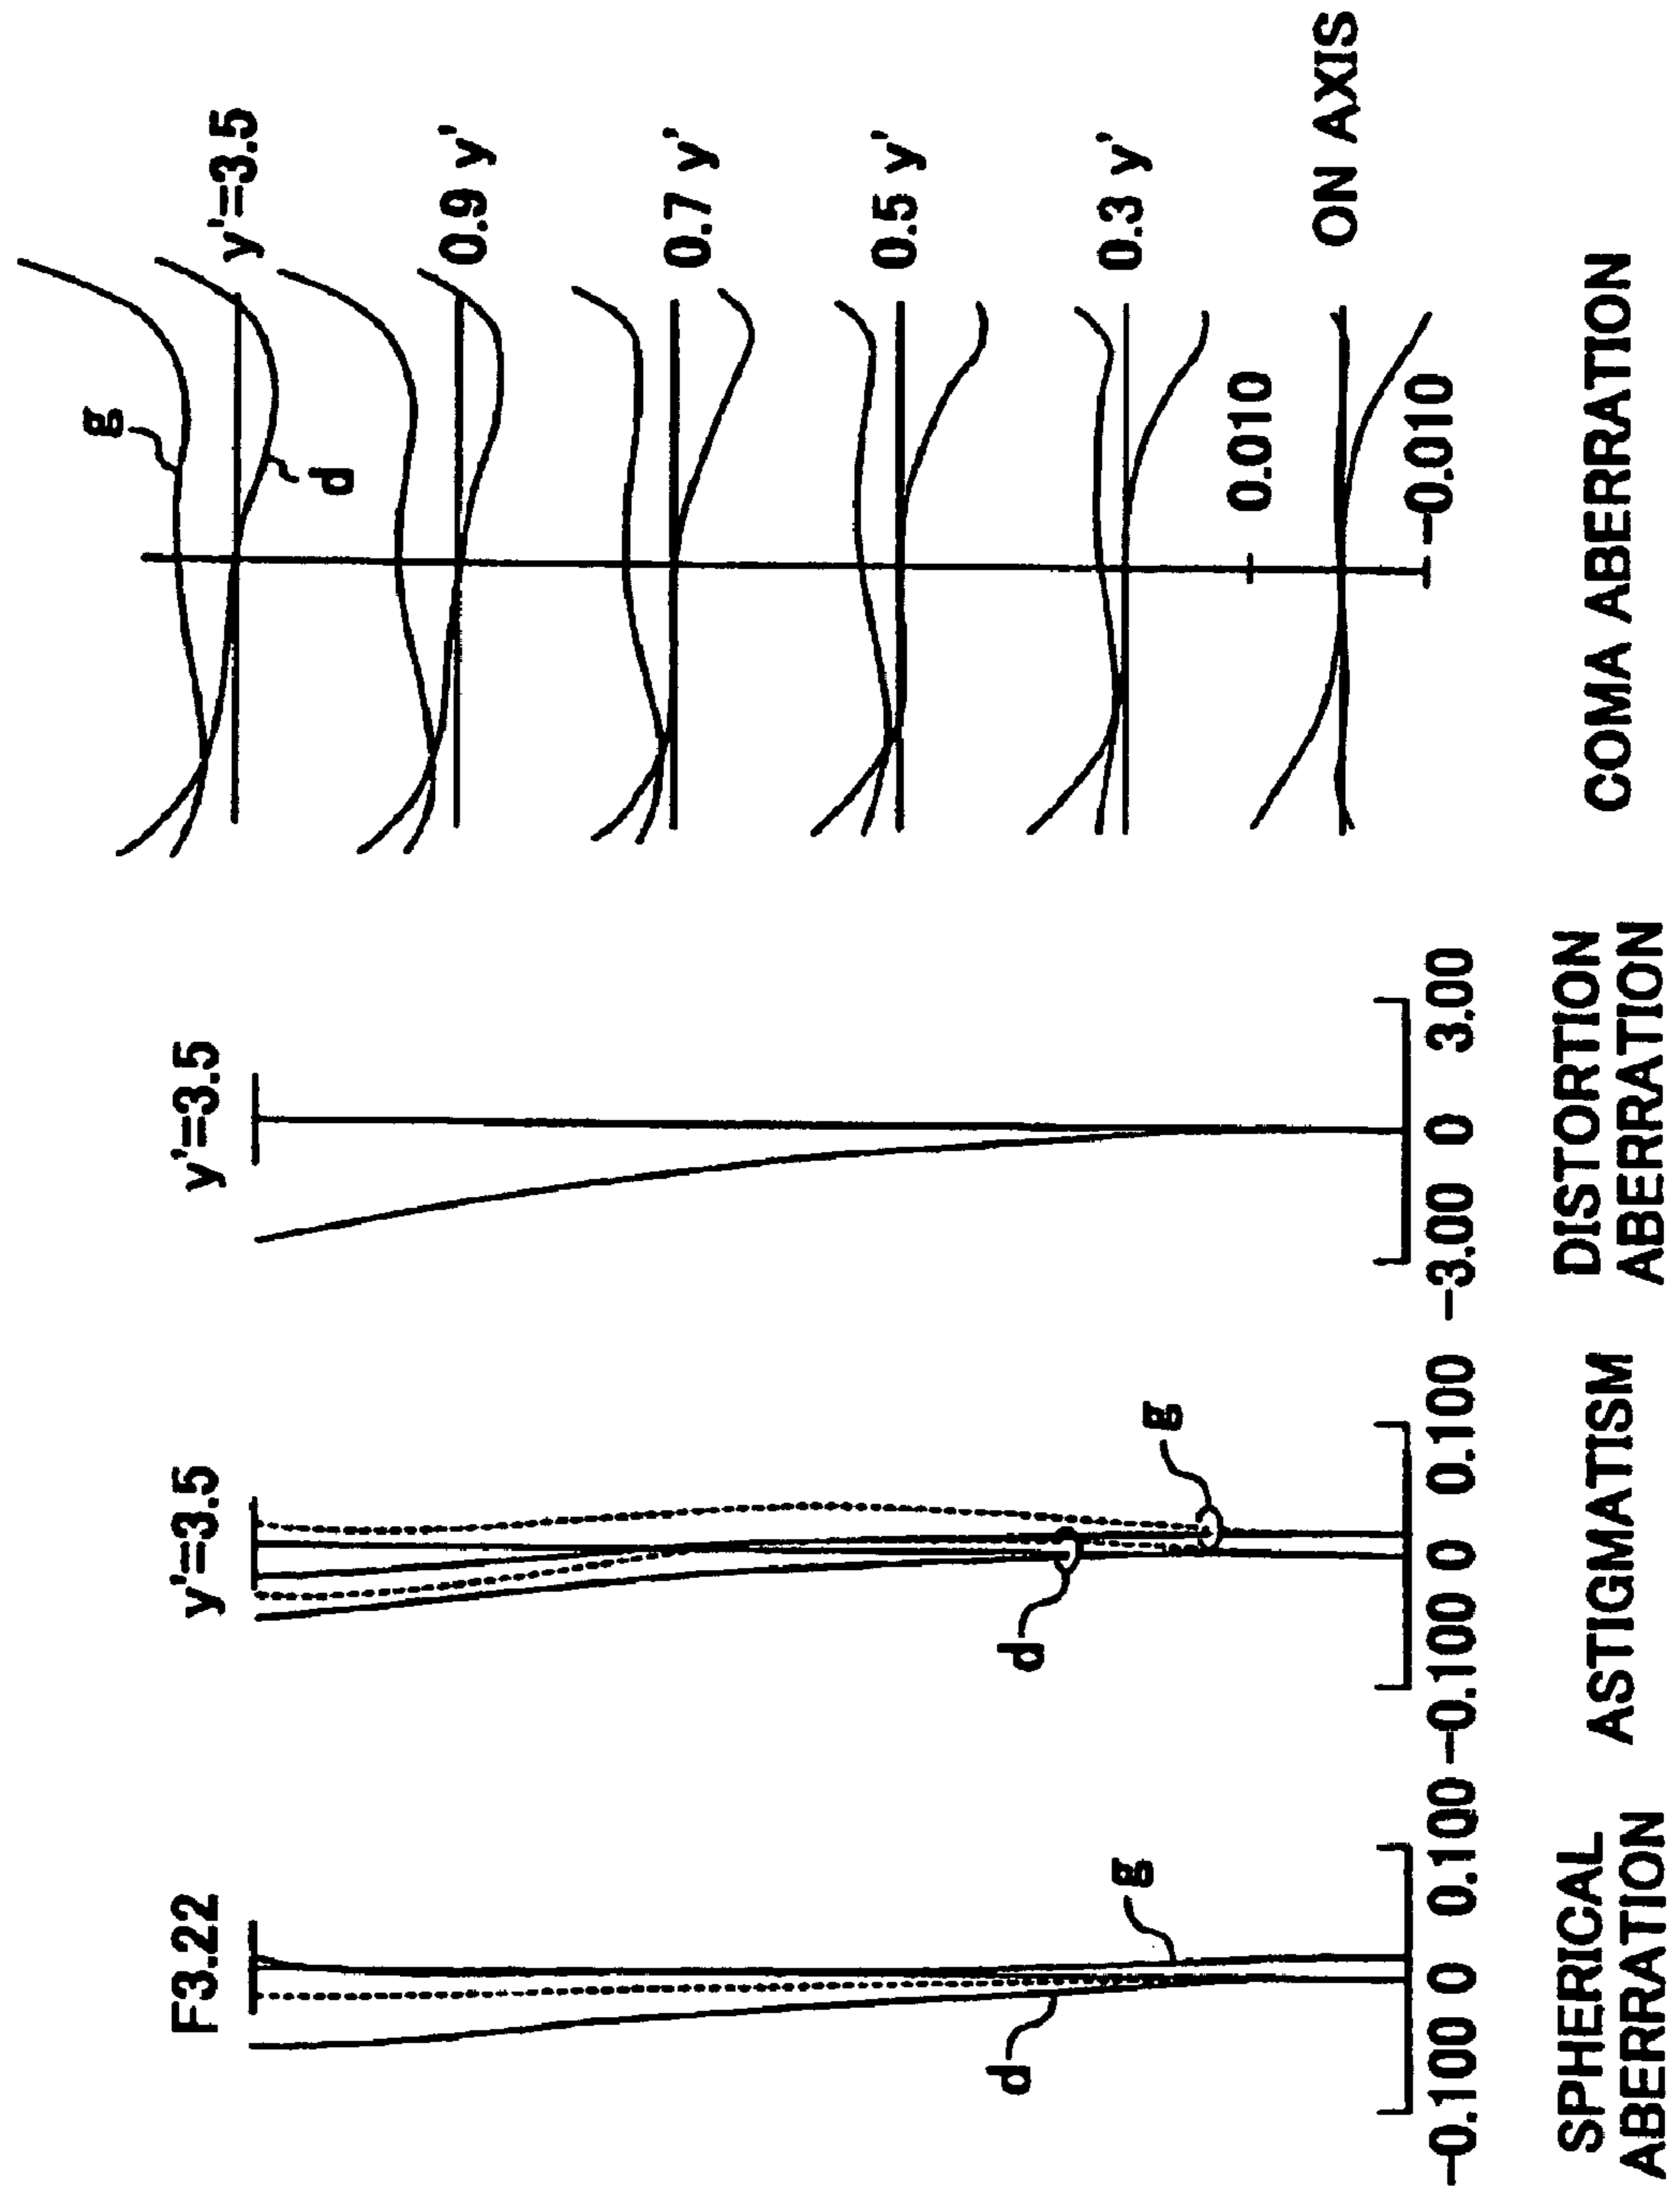 F3.22
g
d
-0.100 0 0.100
SPHERICAL
ABERRATION
y'=3.5
g
d
-0.100 0 0.100
ASTIGMATISM
y'=3.5
-3.00 0 3.00
DISTORTION
ABERRATION
g
d
y'=3.5
0.9 y'
0.7 y'
0.5 y'
0.3 y'
0.010
ON AXIS
-0.010
COMA ABERRATION